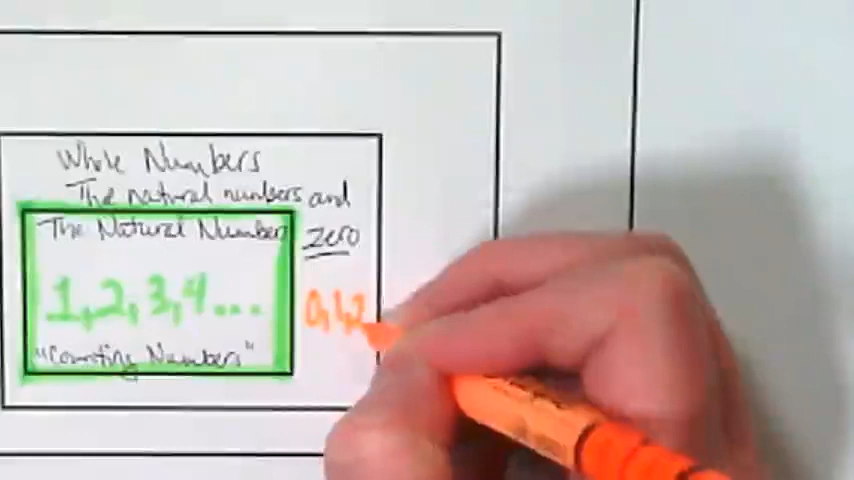 Whole Numbers
The natural numbers and
zero
The Natural Numbers
1, 2, 3, 4...
0, 1, 2
"Counting Numbers"